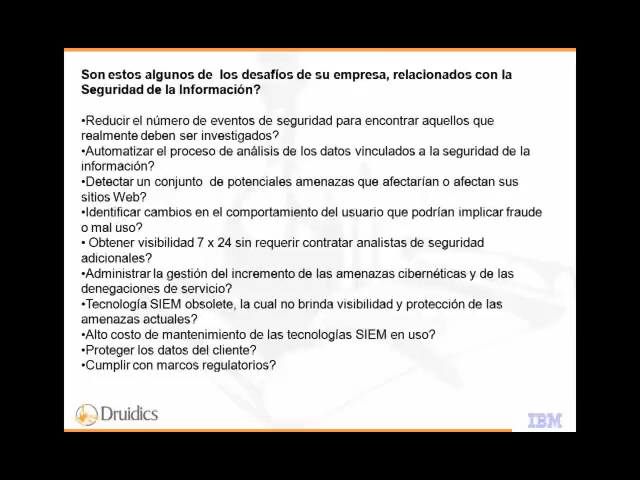 Son estos algunos de los desafíos de su empresa, relacionados con la
Seguridad de la Información?
•Reducir el número de eventos de seguridad para encontrar aquellos que
realmente deben ser investigados?
•Automatizar el proceso de análisis de los datos vinculados a la seguridad de la
información?
•Detectar un conjunto de potenciales amenazas que afectarían o afectan sus
sitios Web?
•Identificar cambios en el comportamiento del usuario que podrían implicar fraude
o mal uso?
• Obtener visibilidad 7 x 24 sin requerir contratar analistas de seguridad
adicionales?
•Administrar la gestión del incremento de las amenazas cibernéticas y de las
denegaciones de servicio?
•Tecnología SIEM obsolete, la cual no brinda visibilidad y protección de las
amenazas actuales?
•Alto costo de mantenimiento de las tecnologías SIEM en uso?
•Proteger los datos del cliente?
•Cumplir con marcos regulatorios?
Druidics
IBM